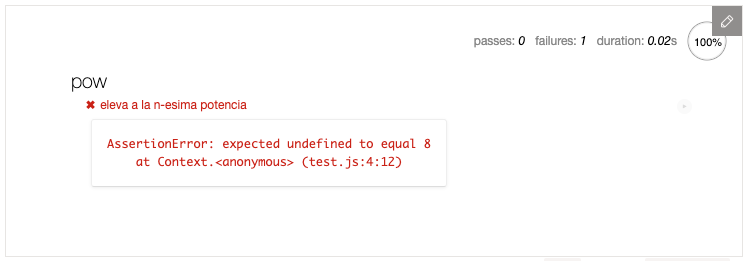 passes: 0 failures: 1 duration: 0.02s 100%
pow
✖ eleva a la n-esima potencia
AssertionError: expected undefined to equal 8
at Context.<anonymous> (test.js:4:12)